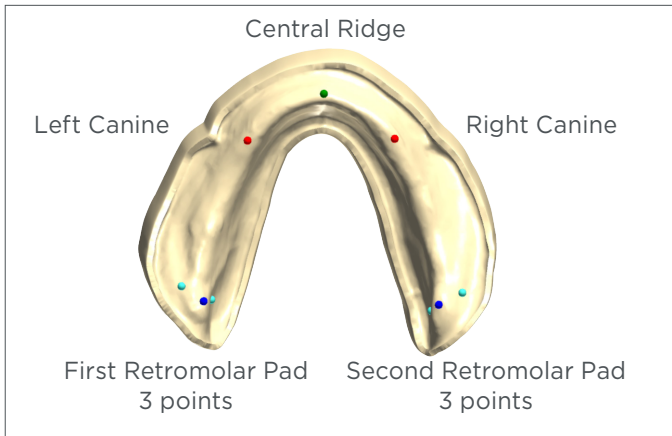 Central Ridge
Left Canine
Right Canine
First Retromolar Pad
3 points
Second Retromolar Pad
3 points